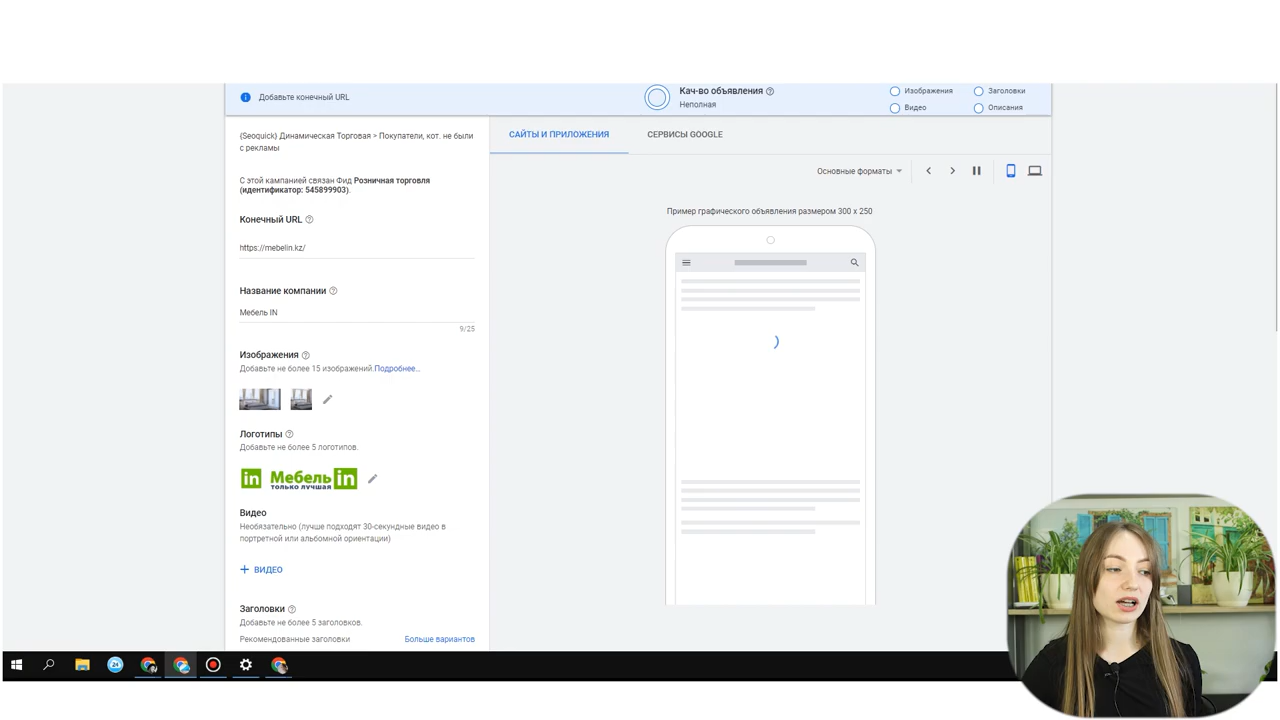 Добавьте конечный URL
Кач-во объявления
Неполная
Изображения
Заголовки
Видео
Описания
{Seoquick} Динамическая Торговая > Покупатели, кот. не были
с рекламы
С этой кампанией связан Фид Розничная торговля
(идентификатор: 545899903).
Конечный URL
https://mebelin.kz/
Название компании
Мебель IN
9/25
Изображения
Добавьте не более 15 изображений.Подробнее…
Логотипы
Добавьте не более 5 логотипов.
in
Мебель in
только лучшая
Видео
Необязательно (лучше подходят 30-секундные видео в
портретной или альбомной ориентации)
+ ВИДЕО
Заголовки
Добавьте не более 5 заголовков.
Рекомендованные заголовки
Больше вариантов
САЙТЫ И ПРИЛОЖЕНИЯ
СЕРВИСЫ GOOGLE
Основные форматы
Пример графического объявления размером 300 x 250
24